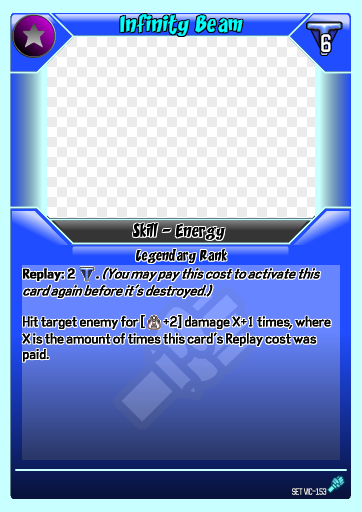 Infinity Beam
6
Skill - Energy
Legendary Rank
Replay: 2 . (You may pay this cost to activate this
card again before it's destroyed.)
Hit target enemy for [ +2] damage X+1 times, where
X is the amount of times this card's Replay cost was
paid.
SET VIC-153